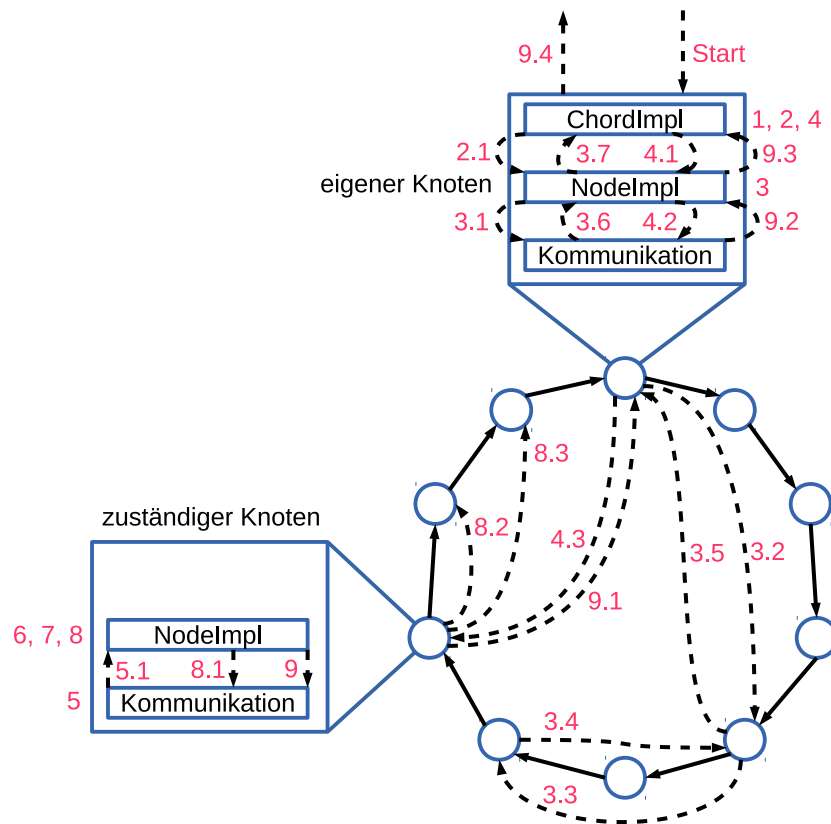 9.4
Start
ChordImpl
1, 2, 4
2.1
3.7
4.1
9.3
eigener Knoten
NodeImpl
3
3.1
3.6
4.2
9.2
Kommunikation
8.3
zuständiger Knoten
8.2
4.3
3.5
3.2
9.1
6, 7, 8
NodeImpl
5.1
8.1
9
5
Kommunikation
3.4
3.3